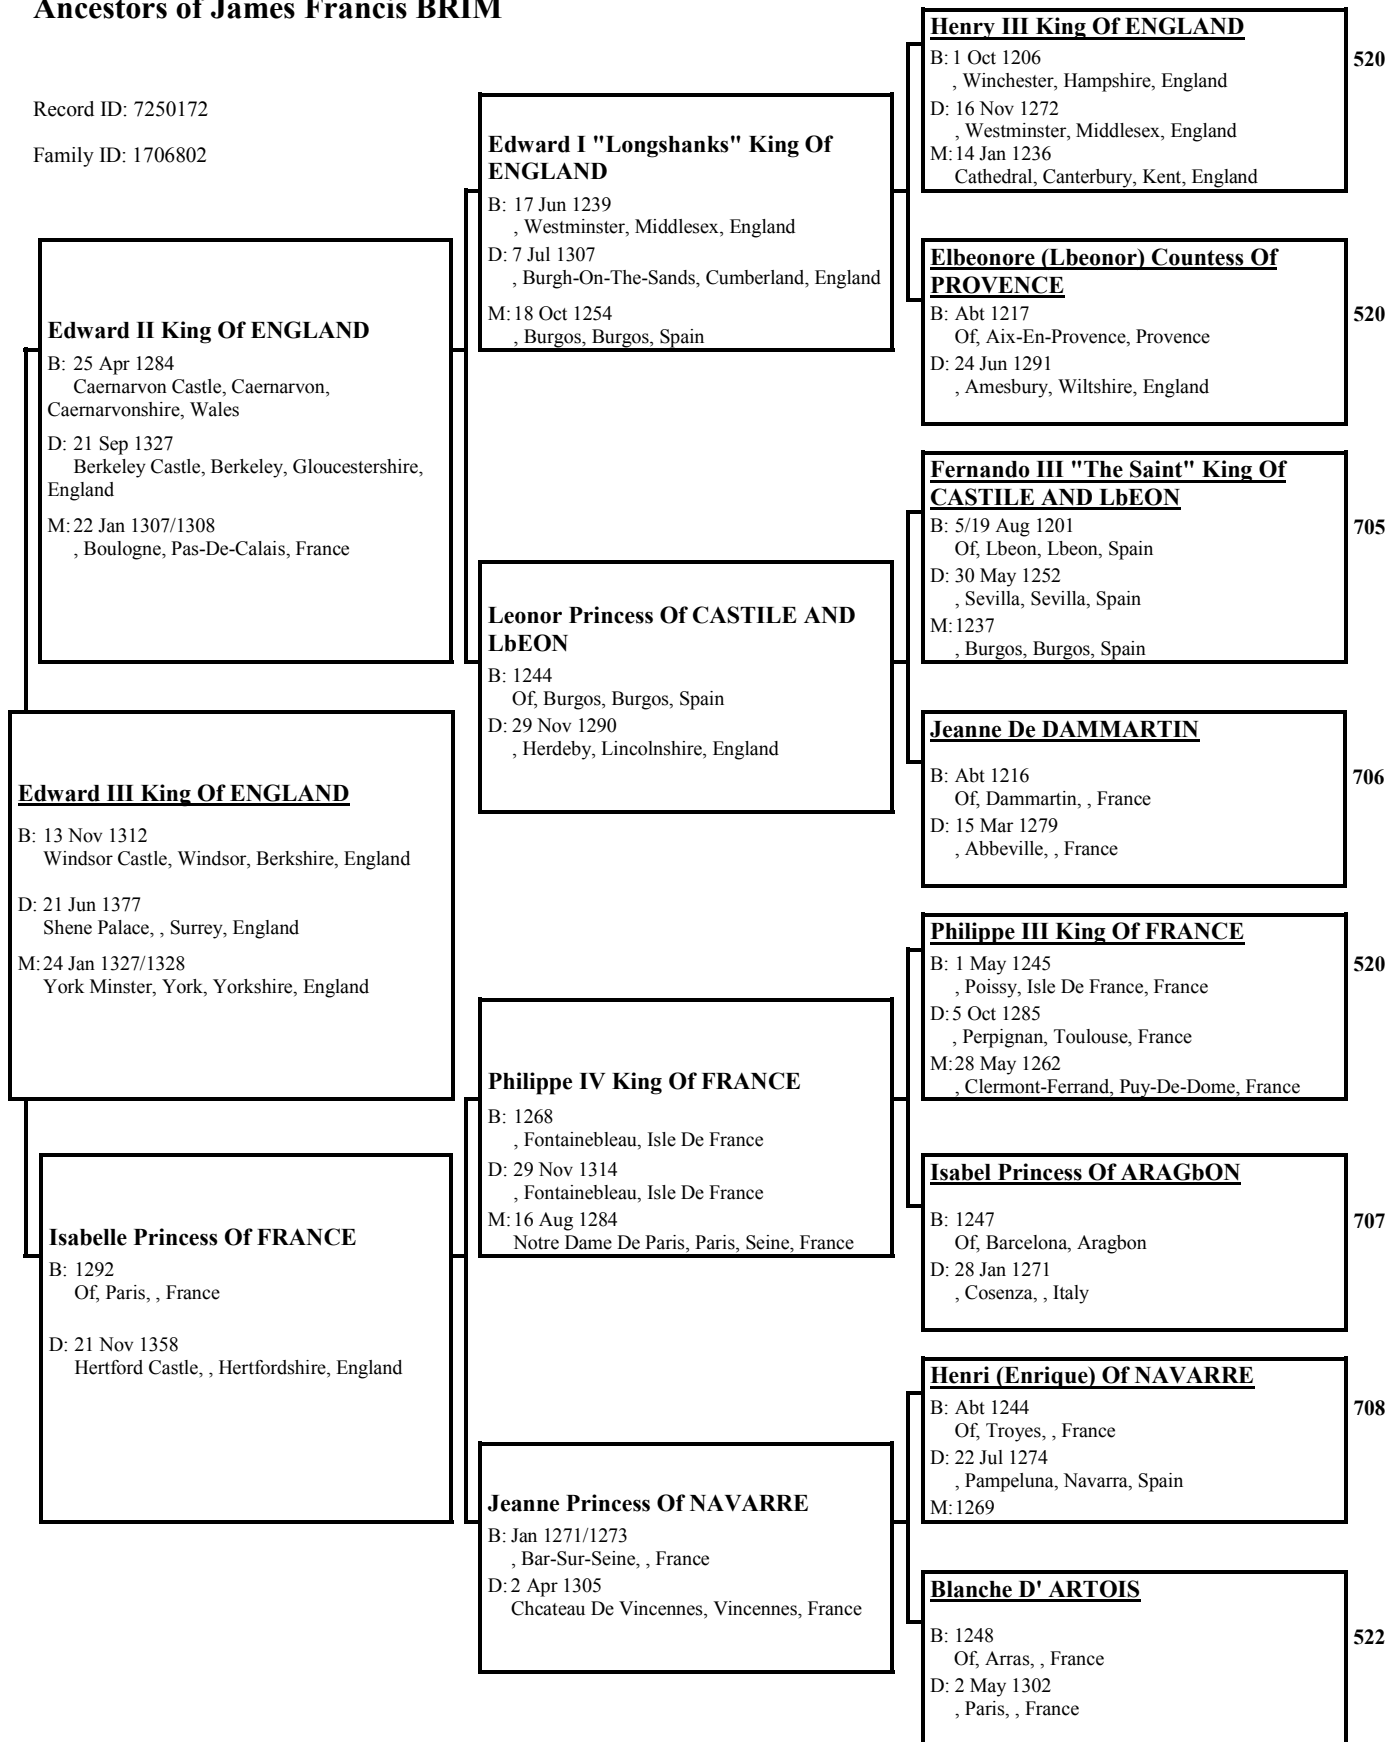 Ancestors of James Francis BRIM
Record ID: 7250172
Family ID: 1706802
Edward III King Of ENGLAND
B: 13 Nov 1312
Windsor Castle, Windsor, Berkshire, England
D: 21 Jun 1377
Shene Palace, , Surrey, England
M: 24 Jan 1327/1328
York Minster, York, Yorkshire, England
Edward II King Of ENGLAND
B: 25 Apr 1284
Caernarvon Castle, Caernarvon,
Caernarvonshire, Wales
D: 21 Sep 1327
Berkeley Castle, Berkeley, Gloucestershire,
England
M: 22 Jan 1307/1308
, Boulogne, Pas-De-Calais, France
Isabelle Princess Of FRANCE
B: 1292
Of, Paris, , France
D: 21 Nov 1358
Hertford Castle, , Hertfordshire, England
Edward I "Longshanks" King Of
ENGLAND
B: 17 Jun 1239
, Westminster, Middlesex, England
D: 7 Jul 1307
, Burgh-On-The-Sands, Cumberland, England
M: 18 Oct 1254
, Burgos, Burgos, Spain
Leonor Princess Of CASTILE AND
LbEON
B: 1244
Of, Burgos, Burgos, Spain
D: 29 Nov 1290
, Herdeby, Lincolnshire, England
Philippe IV King Of FRANCE
B: 1268
, Fontainebleau, Isle De France
D: 29 Nov 1314
, Fontainebleau, Isle De France
M: 16 Aug 1284
Notre Dame De Paris, Paris, Seine, France
Jeanne Princess Of NAVARRE
B: Jan 1271/1273
, Bar-Sur-Seine, , France
D: 2 Apr 1305
Chcateau De Vincennes, Vincennes, France
Henry III King Of ENGLAND
B: 1 Oct 1206
, Winchester, Hampshire, England
D: 16 Nov 1272
, Westminster, Middlesex, England
M: 14 Jan 1236
Cathedral, Canterbury, Kent, England
520
Elbeonore (Lbeonor) Countess Of
PROVENCE
B: Abt 1217
Of, Aix-En-Provence, Provence
D: 24 Jun 1291
, Amesbury, Wiltshire, England
520
Fernando III "The Saint" King Of
CASTILE AND LbEON
B: 5/19 Aug 1201
Of, Lbeon, Lbeon, Spain
D: 30 May 1252
, Sevilla, Sevilla, Spain
M: 1237
, Burgos, Burgos, Spain
705
Jeanne De DAMMARTIN
B: Abt 1216
Of, Dammartin, , France
D: 15 Mar 1279
, Abbeville, , France
706
Philippe III King Of FRANCE
B: 1 May 1245
, Poissy, Isle De France, France
D: 5 Oct 1285
, Perpignan, Toulouse, France
M: 28 May 1262
, Clermont-Ferrand, Puy-De-Dome, France
520
Isabel Princess Of ARAGbON
B: 1247
Of, Barcelona, Aragbon
D: 28 Jan 1271
, Cosenza, , Italy
707
Henri (Enrique) Of NAVARRE
B: Abt 1244
Of, Troyes, , France
D: 22 Jul 1274
, Pampeluna, Navarra, Spain
M: 1269
708
Blanche D' ARTOIS
B: 1248
Of, Arras, , France
D: 2 May 1302
, Paris, , France
522